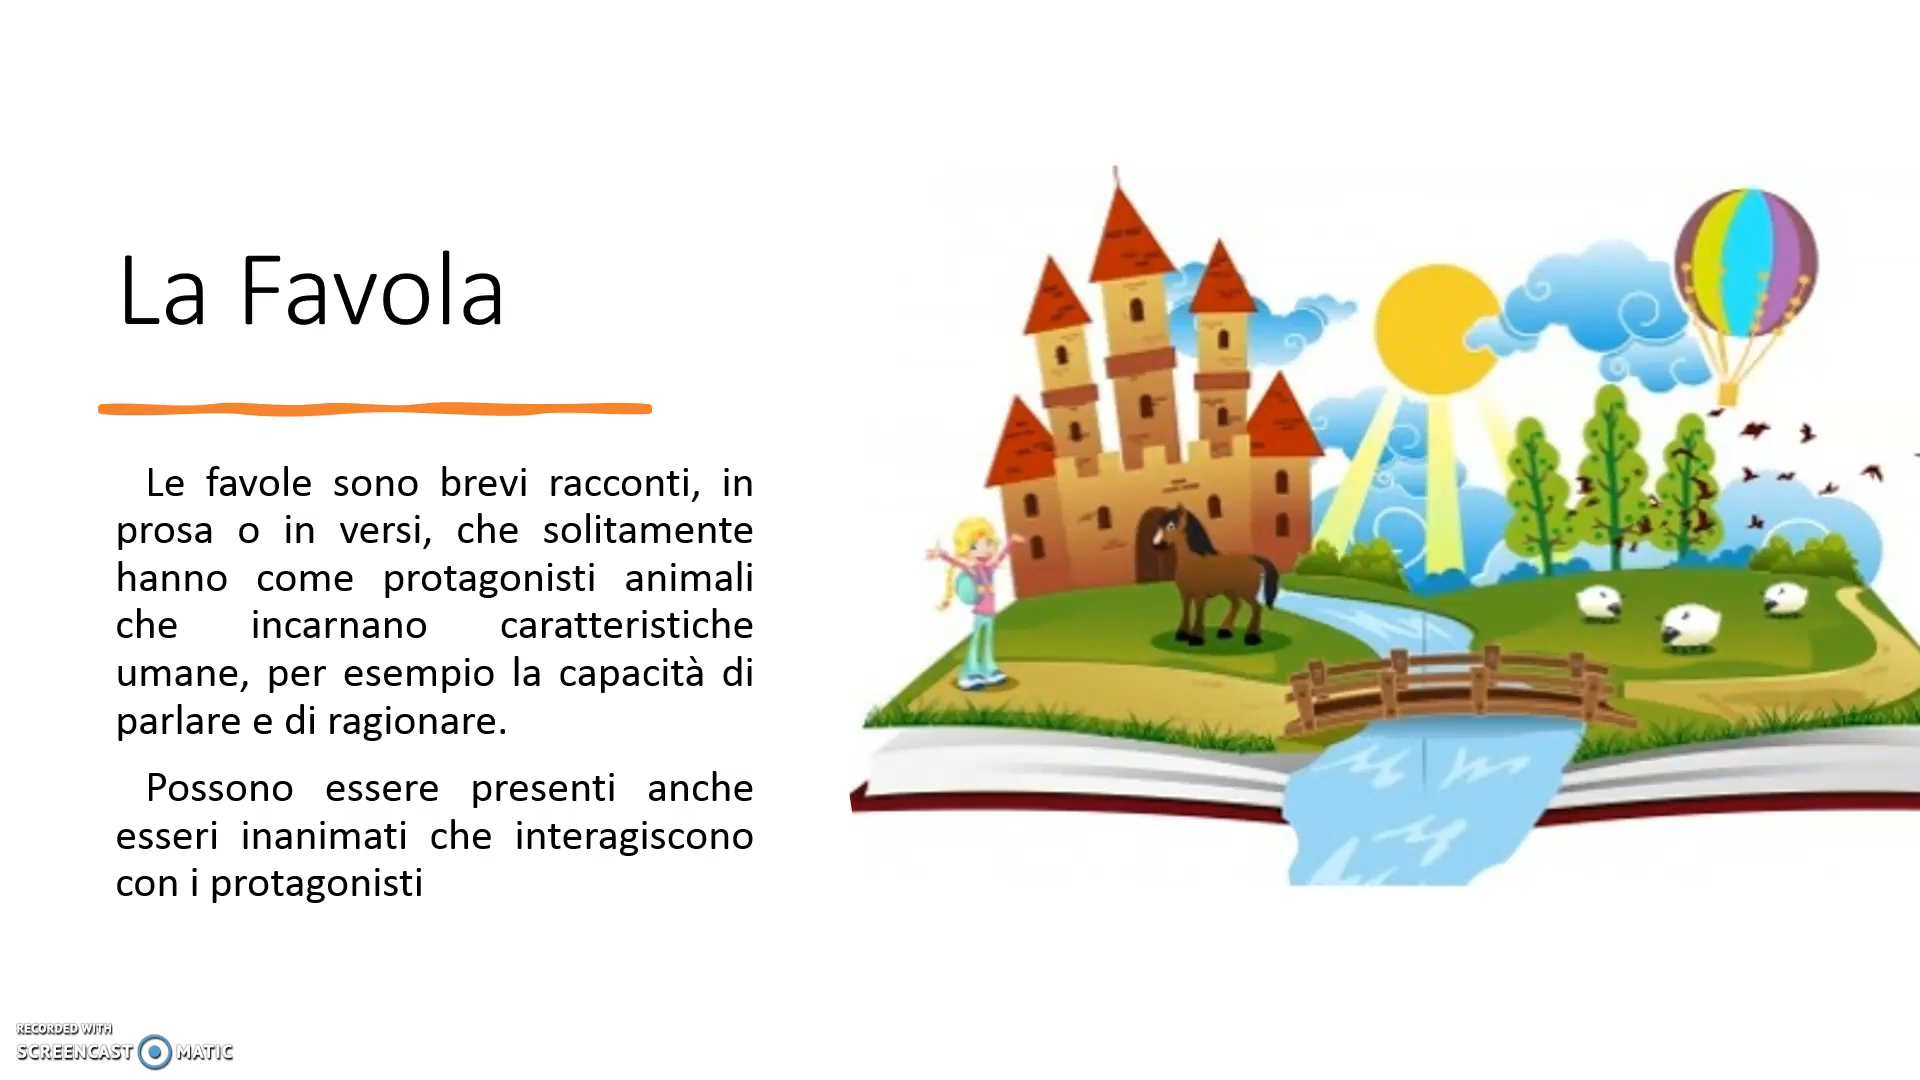 La Favola
Le favole sono brevi racconti, in
prosa o in versi, che solitamente
hanno come protagonisti animali
che incarnano caratteristiche
umane, per esempio la capacità di
parlare e di ragionare.
Possono essere presenti anche
esseri inanimati che interagiscono
con i protagonisti
RECORDED WITH
SCREENCAST MATIC